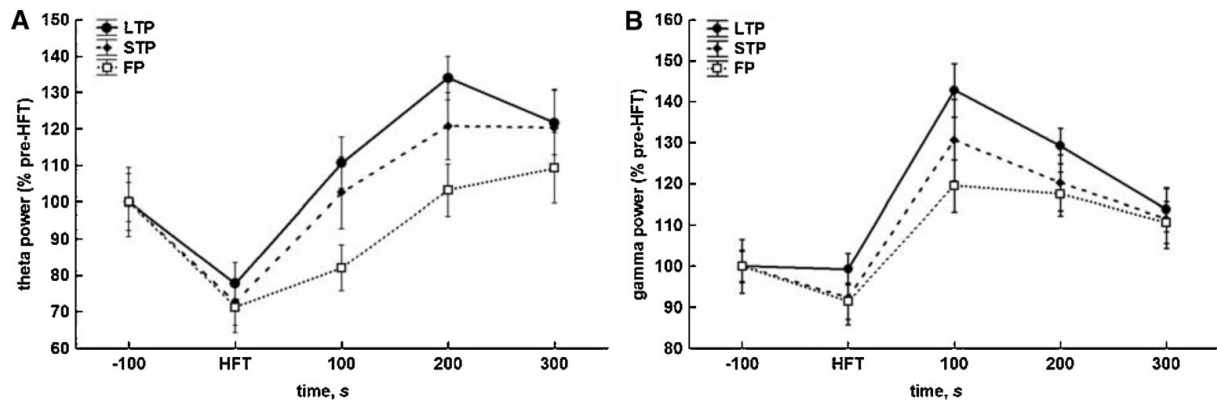 A
theta power (% pre-HFT)
150
140
130
120
110
100
90
80
70
60
LTP
STP
FP
-100 HFT 100 200 300
time, s
B
gamma power (% pre-HFT)
160
150
140
130
120
110
100
90
80
LTP
STP
FP
-100 HFT 100 200 300
time, s